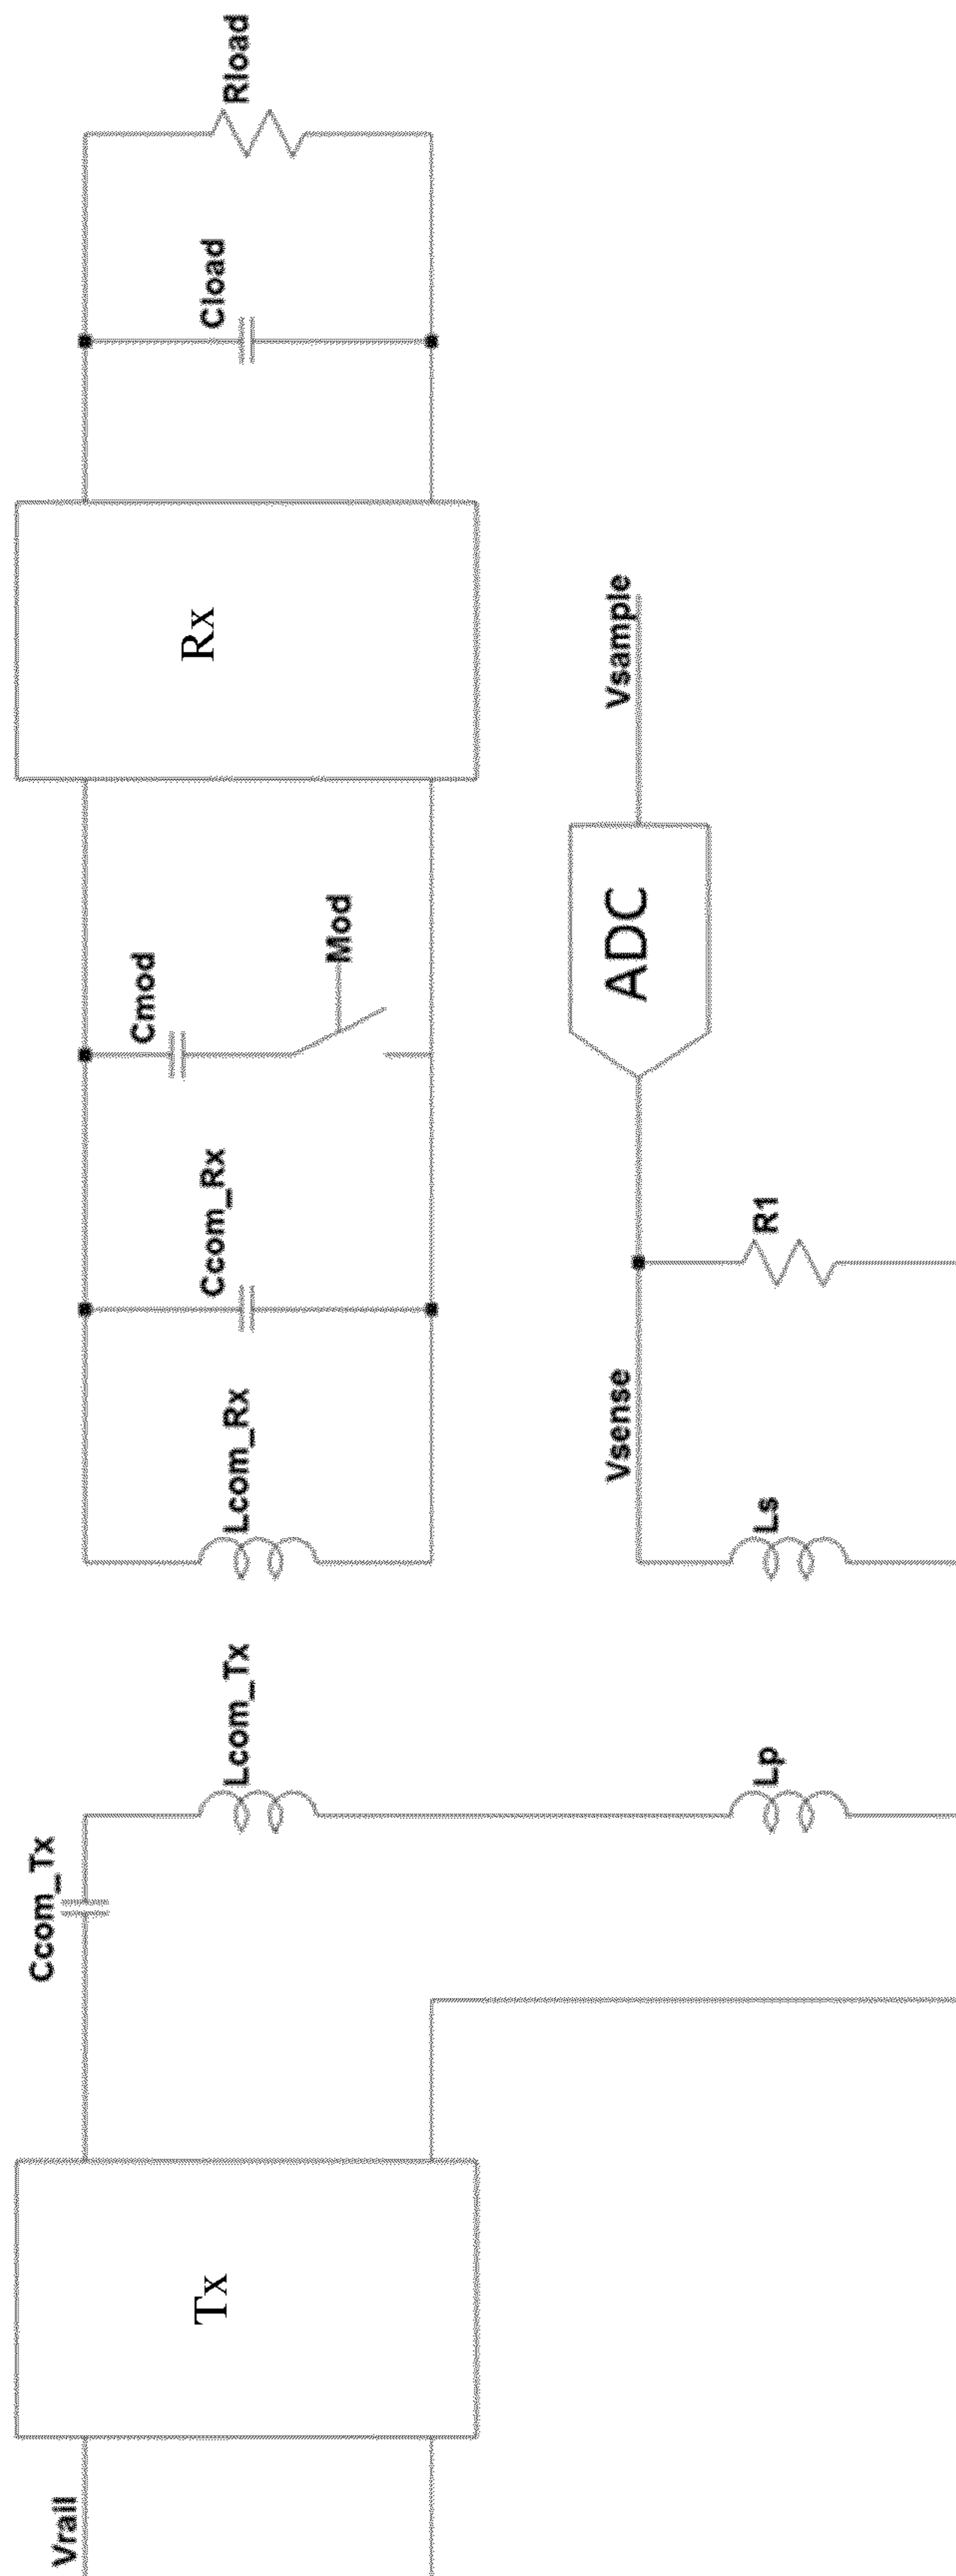 Vrail
Tx
Ccom_Tx
Lcom_Tx
Lp
Lcom_Rx
Ccom_Rx
Cmod
Mod
Rx
Cload
Rload
Ls
Vsense
R1
ADC
Vsample